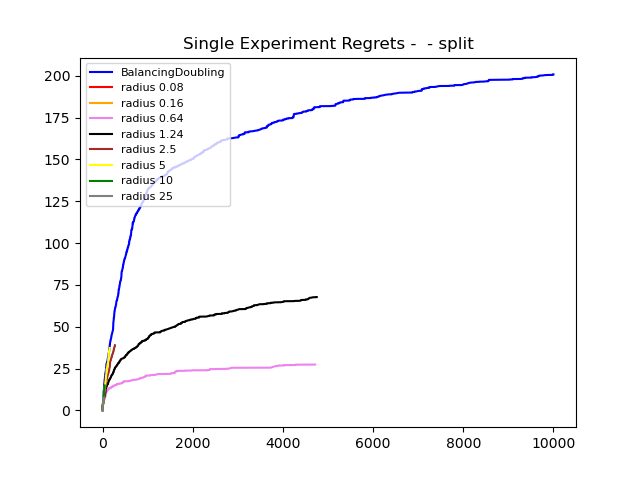 Single Experiment Regrets -  - split
BalancingDoubling
radius 0.08
radius 0.16
radius 0.64
radius 1.24
radius 2.5
radius 5
radius 10
radius 25
200
175
150
125
100
75
50
25
0
0 2000 4000 6000 8000 10000